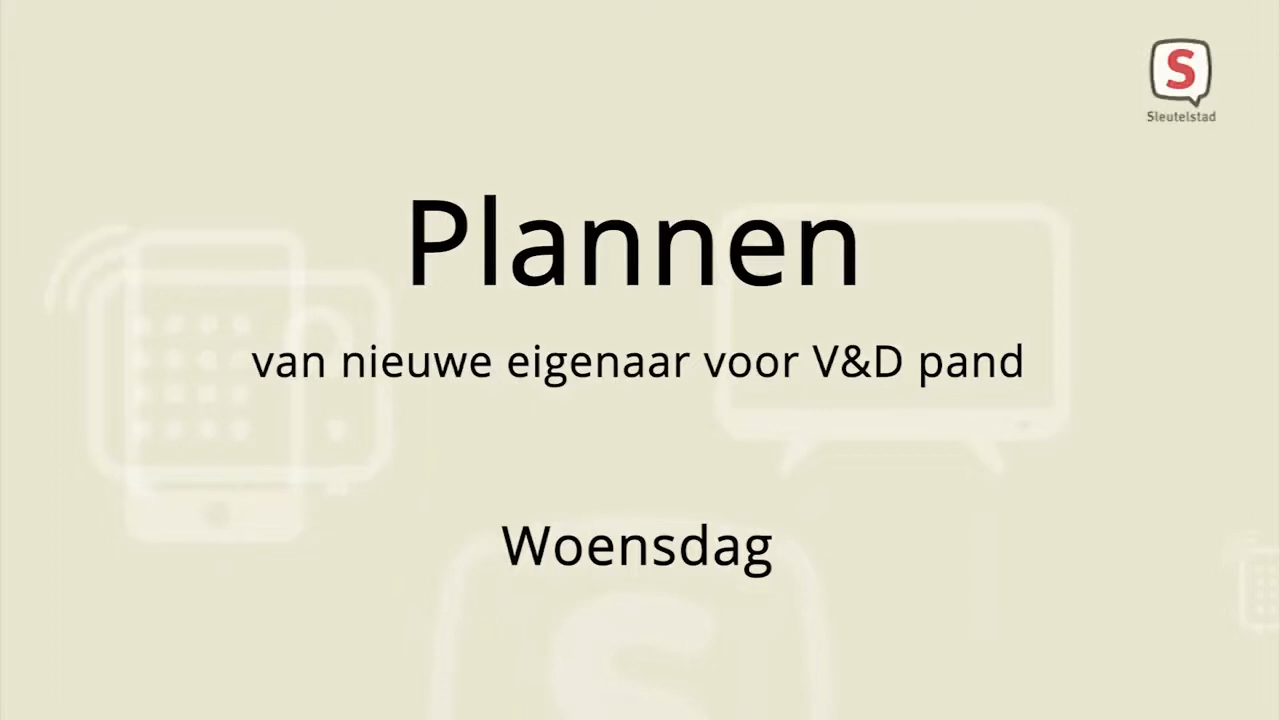 S
Sleutelstad
Plannen
van nieuwe eigenaar voor V&D pand
Woensdag
S